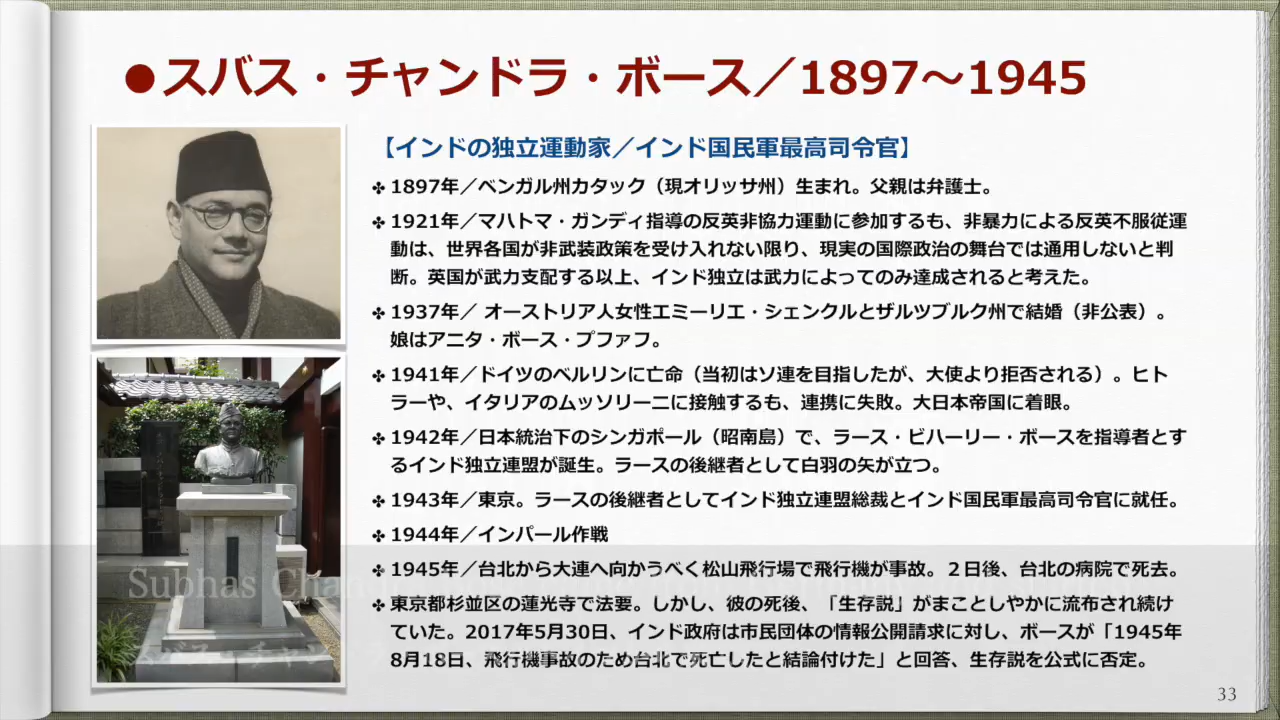 ●スバス・チャンドラ・ボース／1897～1945
【インドの独立運動家／インド国民軍最高司令官】
✤ 1897年／ベンガル州カタック（現オリッサ州）生まれ。父親は弁護士。
✤ 1921年／マハトマ・ガンディ指導の反英非協力運動に参加するも、非暴力による反英不服従運
動は、世界各国が非武装政策を受け入れない限り、現実の国際政治の舞台では通用しないと判
断。英国が武力支配する以上、インド独立は武力によってのみ達成されると考えた。
✤ 1937年／ オーストリア人女性エミーリエ・シェンクルとザルツブルク州で結婚（非公表）。
娘はアニタ・ボース・プファフ。
✤ 1941年／ドイツのベルリンに亡命（当初はソ連を目指したが、大使より拒否される）。ヒト
ラーや、イタリアのムッソリーニに接触するも、連携に失敗。大日本帝国に着眼。
✤ 1942年／日本統治下のシンガポール（昭南島）で、ラース・ビハーリー・ボースを指導者とす
るインド独立連盟が誕生。ラースの後継者として白羽の矢が立つ。
✤ 1943年／東京。ラースの後継者としてインド独立連盟総裁とインド国民軍最高司令官に就任。
✤ 1944年／インパール作戦
✤ 1945年／台北から大連へ向かうべく松山飛行場で飛行機が事故。２日後、台北の病院で死去。
✤ 東京都杉並区の蓮光寺で法要。しかし、彼の死後、「生存説」がまことしやかに流布され続け
ていた。2017年5月30日、インド政府は市民団体の情報公開請求に対し、ボースが「1945年
8月18日、飛行機事故のため台北で死亡したと結論付けた」と回答、生存説を公式に否定。
Subhas
33